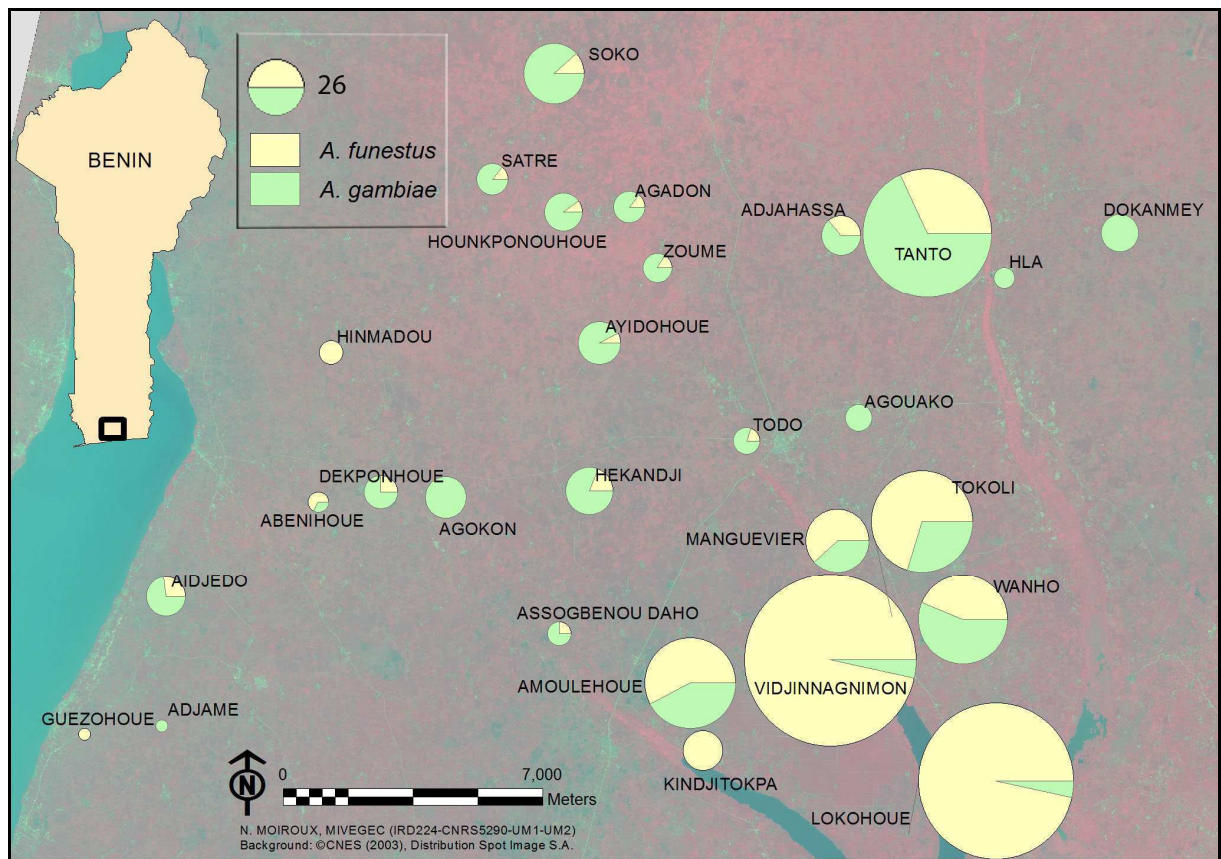 BENIN
26
A. funestus
A. gambiae
SOKO
SATRE
AGADON
HOUNKPONOUHOUE
ZOUME
ADJAHASSA
TANTO
DOKANMEY
HLA
HINMADOU
AYIDOHOUE
AGOUAKO
TODO
DEKPONHOUE
ABENIHOUE
AGOKON
HEKANDJI
TOKOLI
MANGUEVIER
AIDJEDO
WANHO
ASSOGBENOU DAHO
AMOULEHOUE
VIDJINNAGNIMON
GUEZOHOUE
ADJAME
KINDJITOKPA
LOKOHOUE
N
0 7,000
Meters
N. MOIROUX, MIVEGEC (IRD224-CNRS5290-UM1-UM2)
Background: ©CNES (2003), Distribution Spot Image S.A.